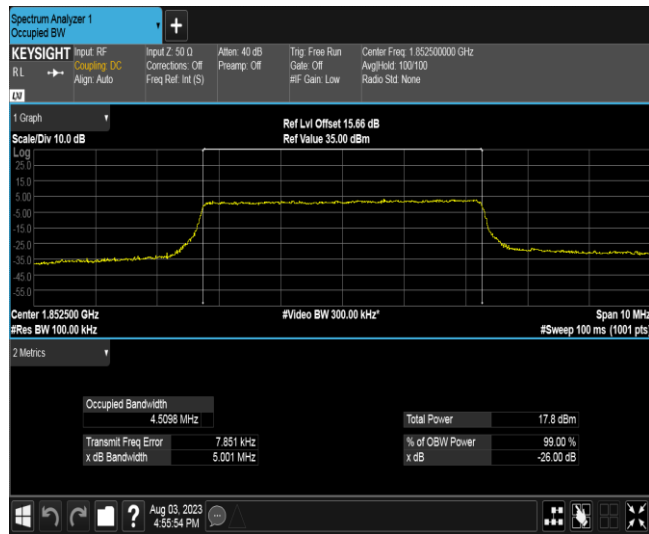 Spectrum Analyzer 1
Occupied BW
+
KEYSIGHT
RL
LXI
Input: RF
Coupling: DC
Align: Auto
Input Z: 50 Ω
Corrections: Off
Freq Ref: Int (S)
Atten: 40 dB
Preamp: Off
Trig: Free Run
Gate: Off
#IF Gain: Low
Center Freq: 1.852500000 GHz
Avg|Hold: 100/100
Radio Std: None
1 Graph
Scale/Div 10.0 dB
Ref Lvl Offset 15.66 dB
Ref Value 35.00 dBm
Log
25.0
15.0
5.00
-5.00
-15.0
-25.0
-35.0
-45.0
-55.0
Center 1.852500 GHz
#Res BW 100.00 kHz
#Video BW 300.00 kHz*
Span 10 MHz
#Sweep 100 ms (1001 pts)
2 Metrics
Occupied Bandwidth
4.5098 MHz
Transmit Freq Error 7.851 kHz
x dB Bandwidth 5.001 MHz
Total Power 17.8 dBm
% of OBW Power 99.00 %
x dB -26.00 dB
?
Aug 03, 2023
4:55:54 PM